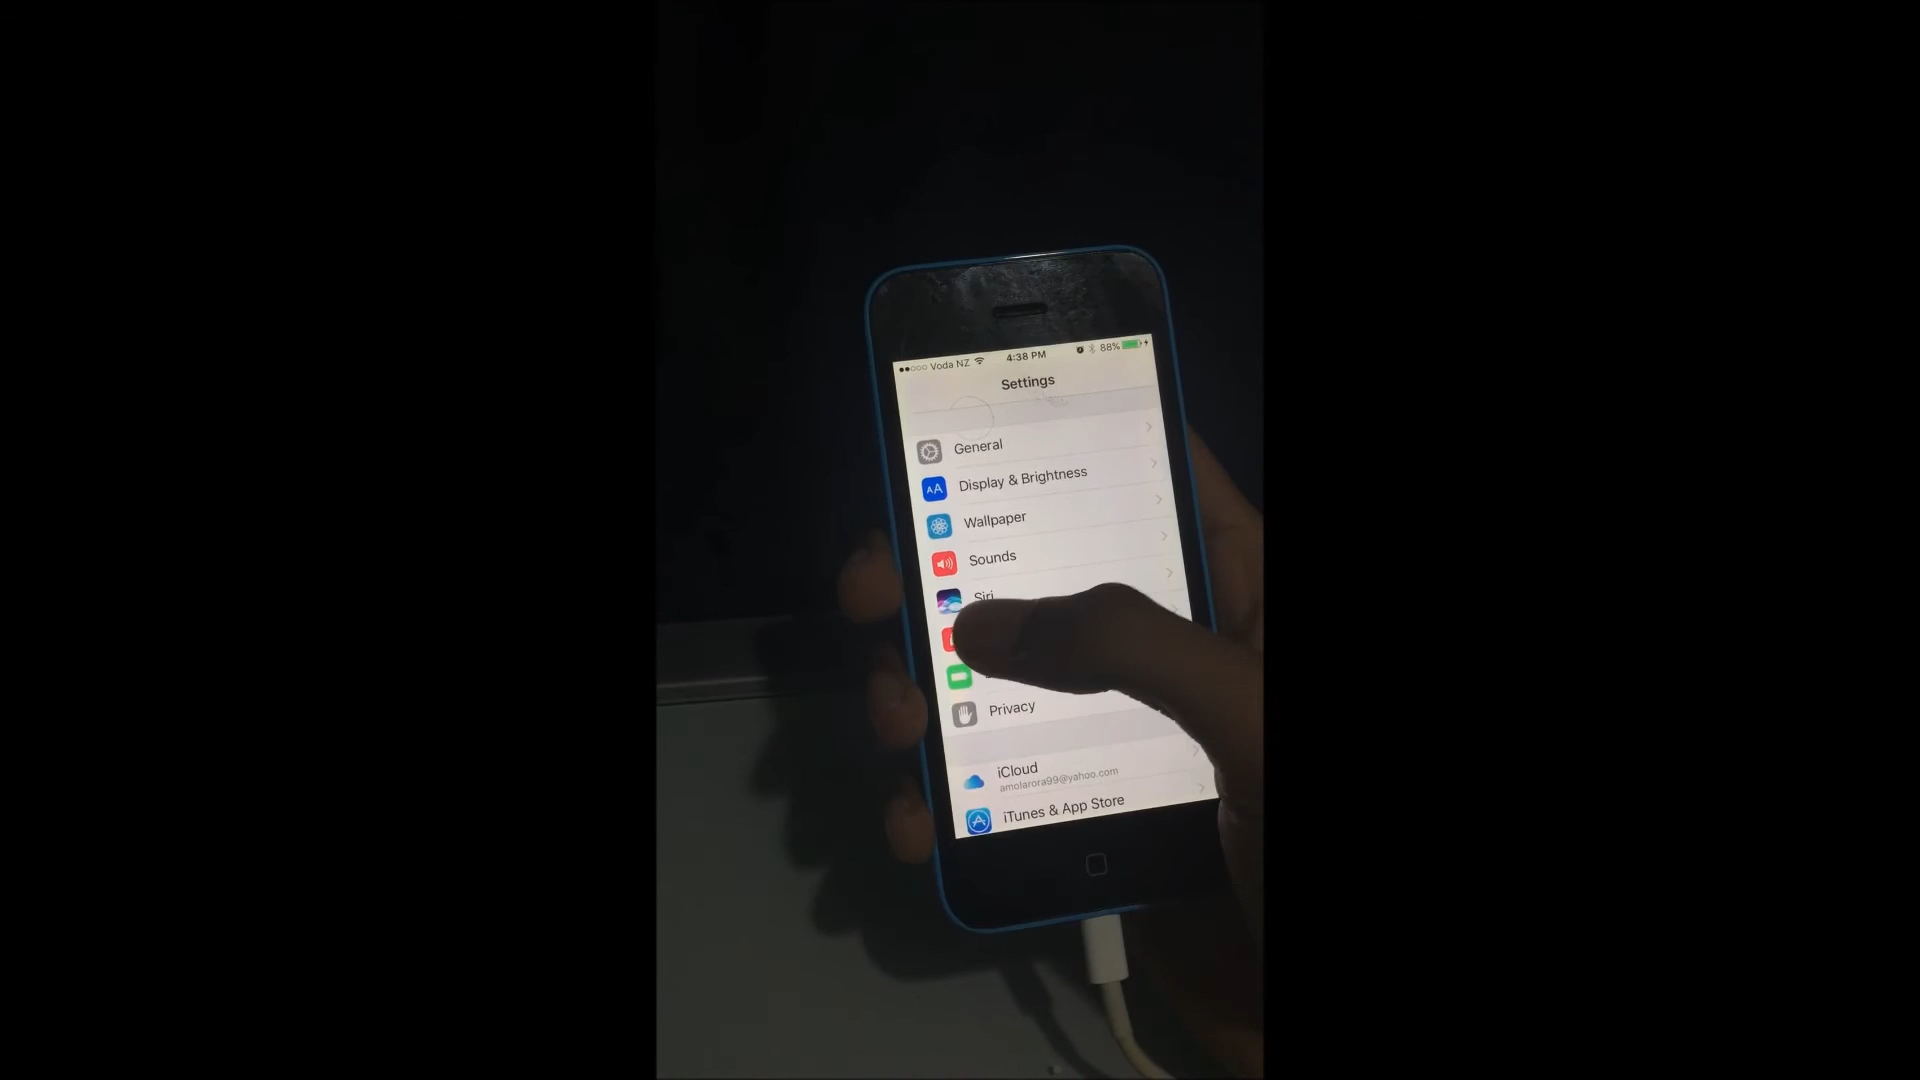 Voda NZ 4:38 PM 88%
Settings
General
AA Display & Brightness
Wallpaper
Sounds
Siri
Privacy
iCloud
amolarora99@yahoo.com
iTunes & App Store